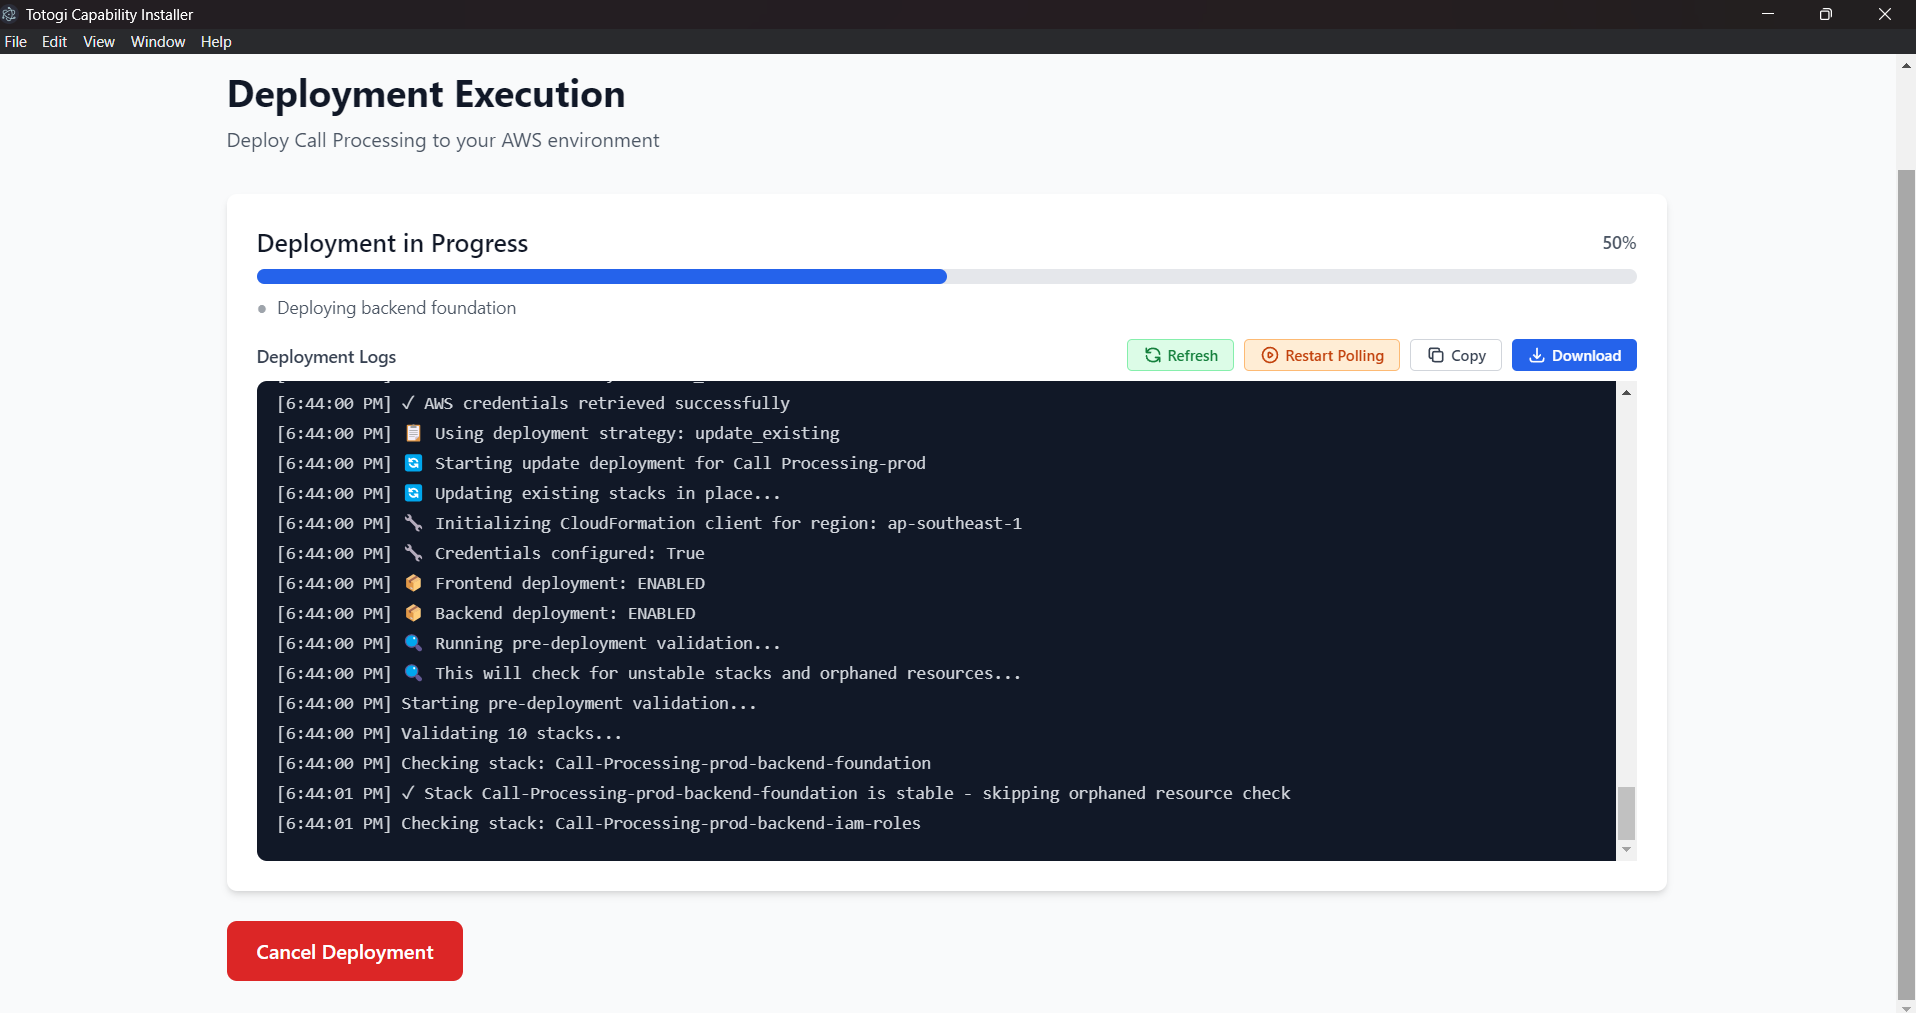 Totogi Capability Installer
File Edit View Window Help
Deployment Execution
Deploy Call Processing to your AWS environment
Deployment in Progress
50%
Deploying backend foundation
Deployment Logs
Refresh
Restart Polling
Copy
Download
[6:44:00 PM] ✓ AWS credentials retrieved successfully
[6:44:00 PM] 📋 Using deployment strategy: update_existing
[6:44:00 PM] 🔄 Starting update deployment for Call Processing-prod
[6:44:00 PM] 🔄 Updating existing stacks in place...
[6:44:00 PM] 🔧 Initializing CloudFormation client for region: ap-southeast-1
[6:44:00 PM] 🔧 Credentials configured: True
[6:44:00 PM] 📦 Frontend deployment: ENABLED
[6:44:00 PM] 📦 Backend deployment: ENABLED
[6:44:00 PM] 🔍 Running pre-deployment validation...
[6:44:00 PM] 🔍 This will check for unstable stacks and orphaned resources...
[6:44:00 PM] Starting pre-deployment validation...
[6:44:00 PM] Validating 10 stacks...
[6:44:00 PM] Checking stack: Call-Processing-prod-backend-foundation
[6:44:01 PM] ✓ Stack Call-Processing-prod-backend-foundation is stable - skipping orphaned resource check
[6:44:01 PM] Checking stack: Call-Processing-prod-backend-iam-roles
Cancel Deployment